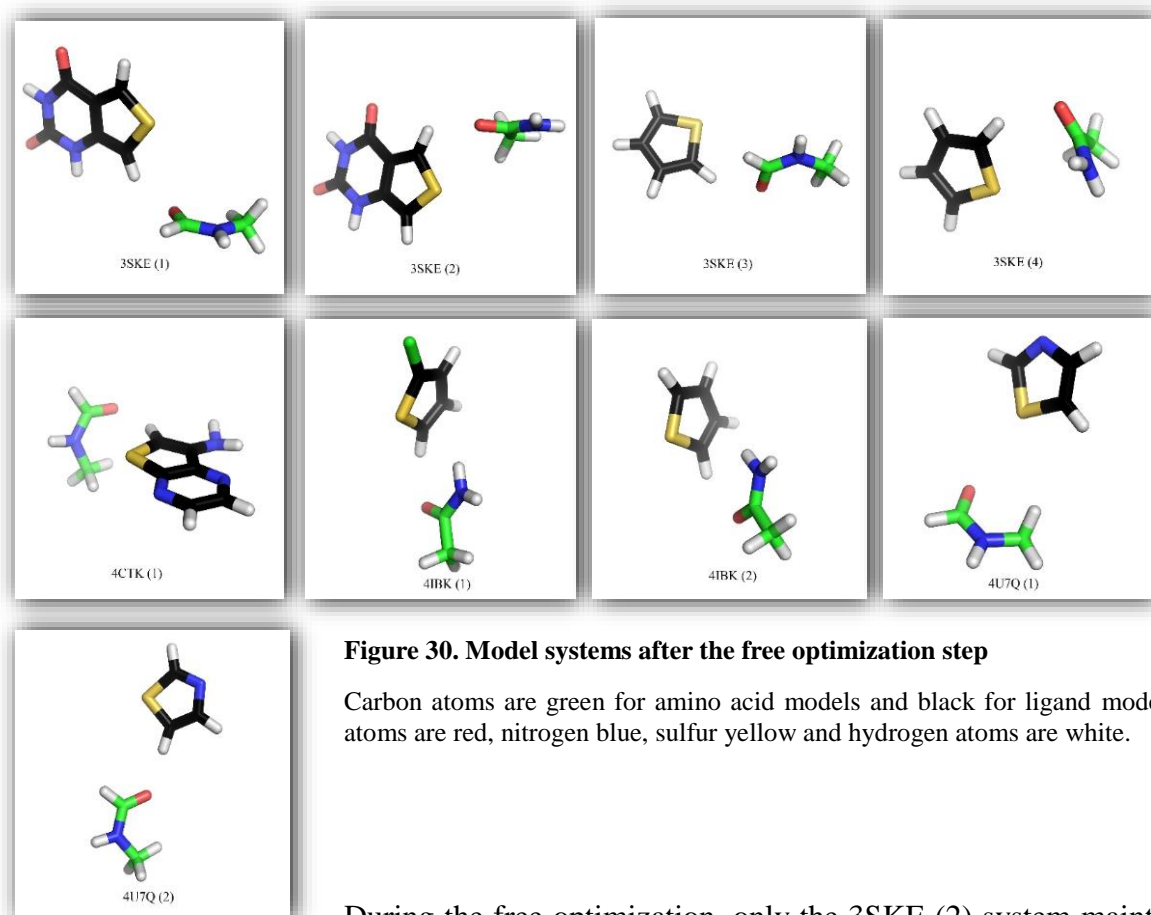 3SKE (1)
3SKE (2)
3SKE (3)
3SKE (4)
4CTK (1)
4IBK (1)
4IBK (2)
4U7Q (1)
4U7Q (2)
Figure 30. Model systems after the free optimization step
Carbon atoms are green for amino acid models and black for ligand mode
atoms are red, nitrogen blue, sulfur yellow and hydrogen atoms are white.
During the free optimization, only the 3SKE (2) system maint